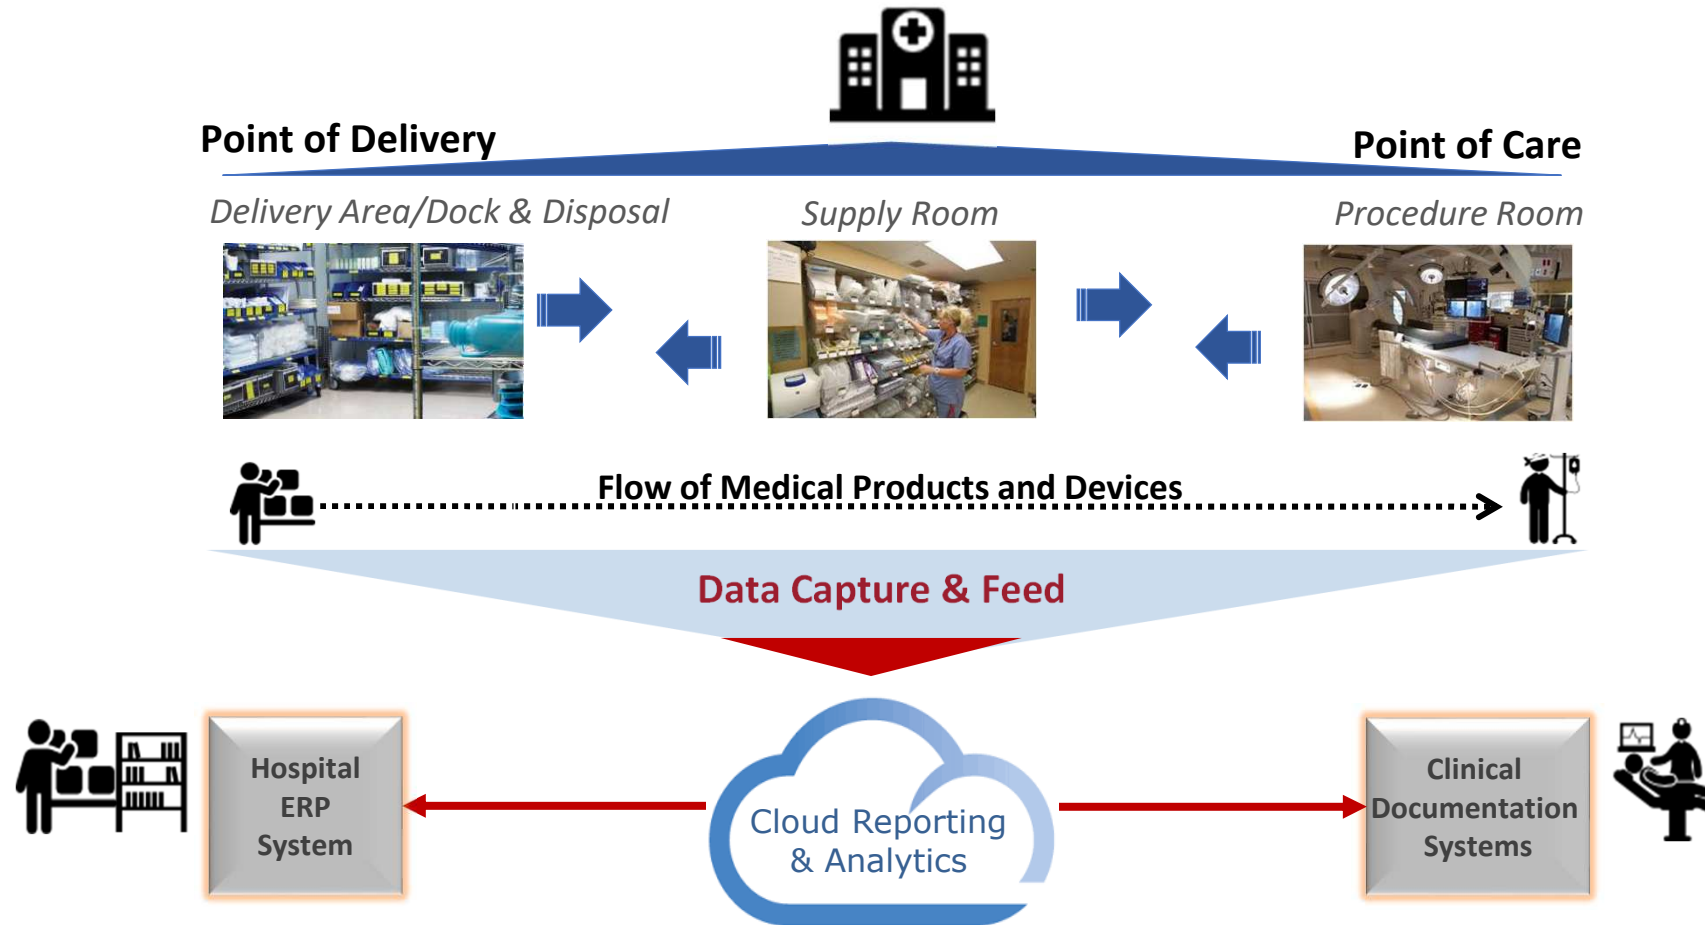 Point of Delivery
Point of Care
Delivery Area/Dock & Disposal
Supply Room
Procedure Room
Flow of Medical Products and Devices
Data Capture & Feed
Hospital
ERP
System
Cloud Reporting
& Analytics
Clinical
Documentation
Systems